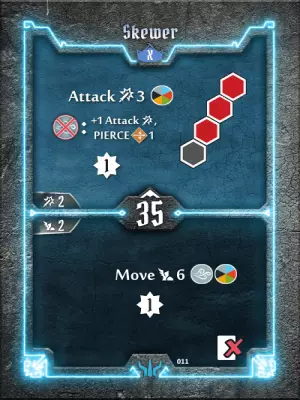 Skewer
X
Attack 3
: +1 Attack ,
PIERCE 1
1
2
35
2
Move 6
1
011